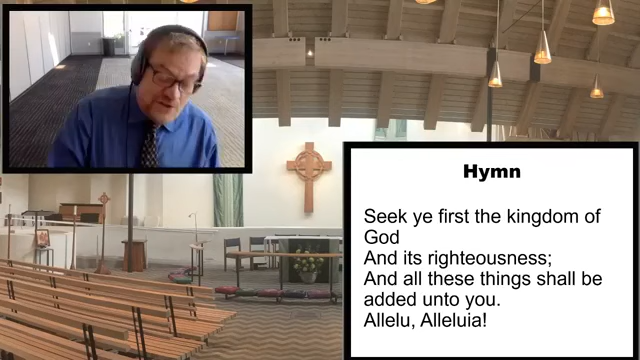 Hymn
Seek ye first the kingdom of
God
And its righteousness;
And all these things shall be
added unto you.
Allelu, Alleluia!